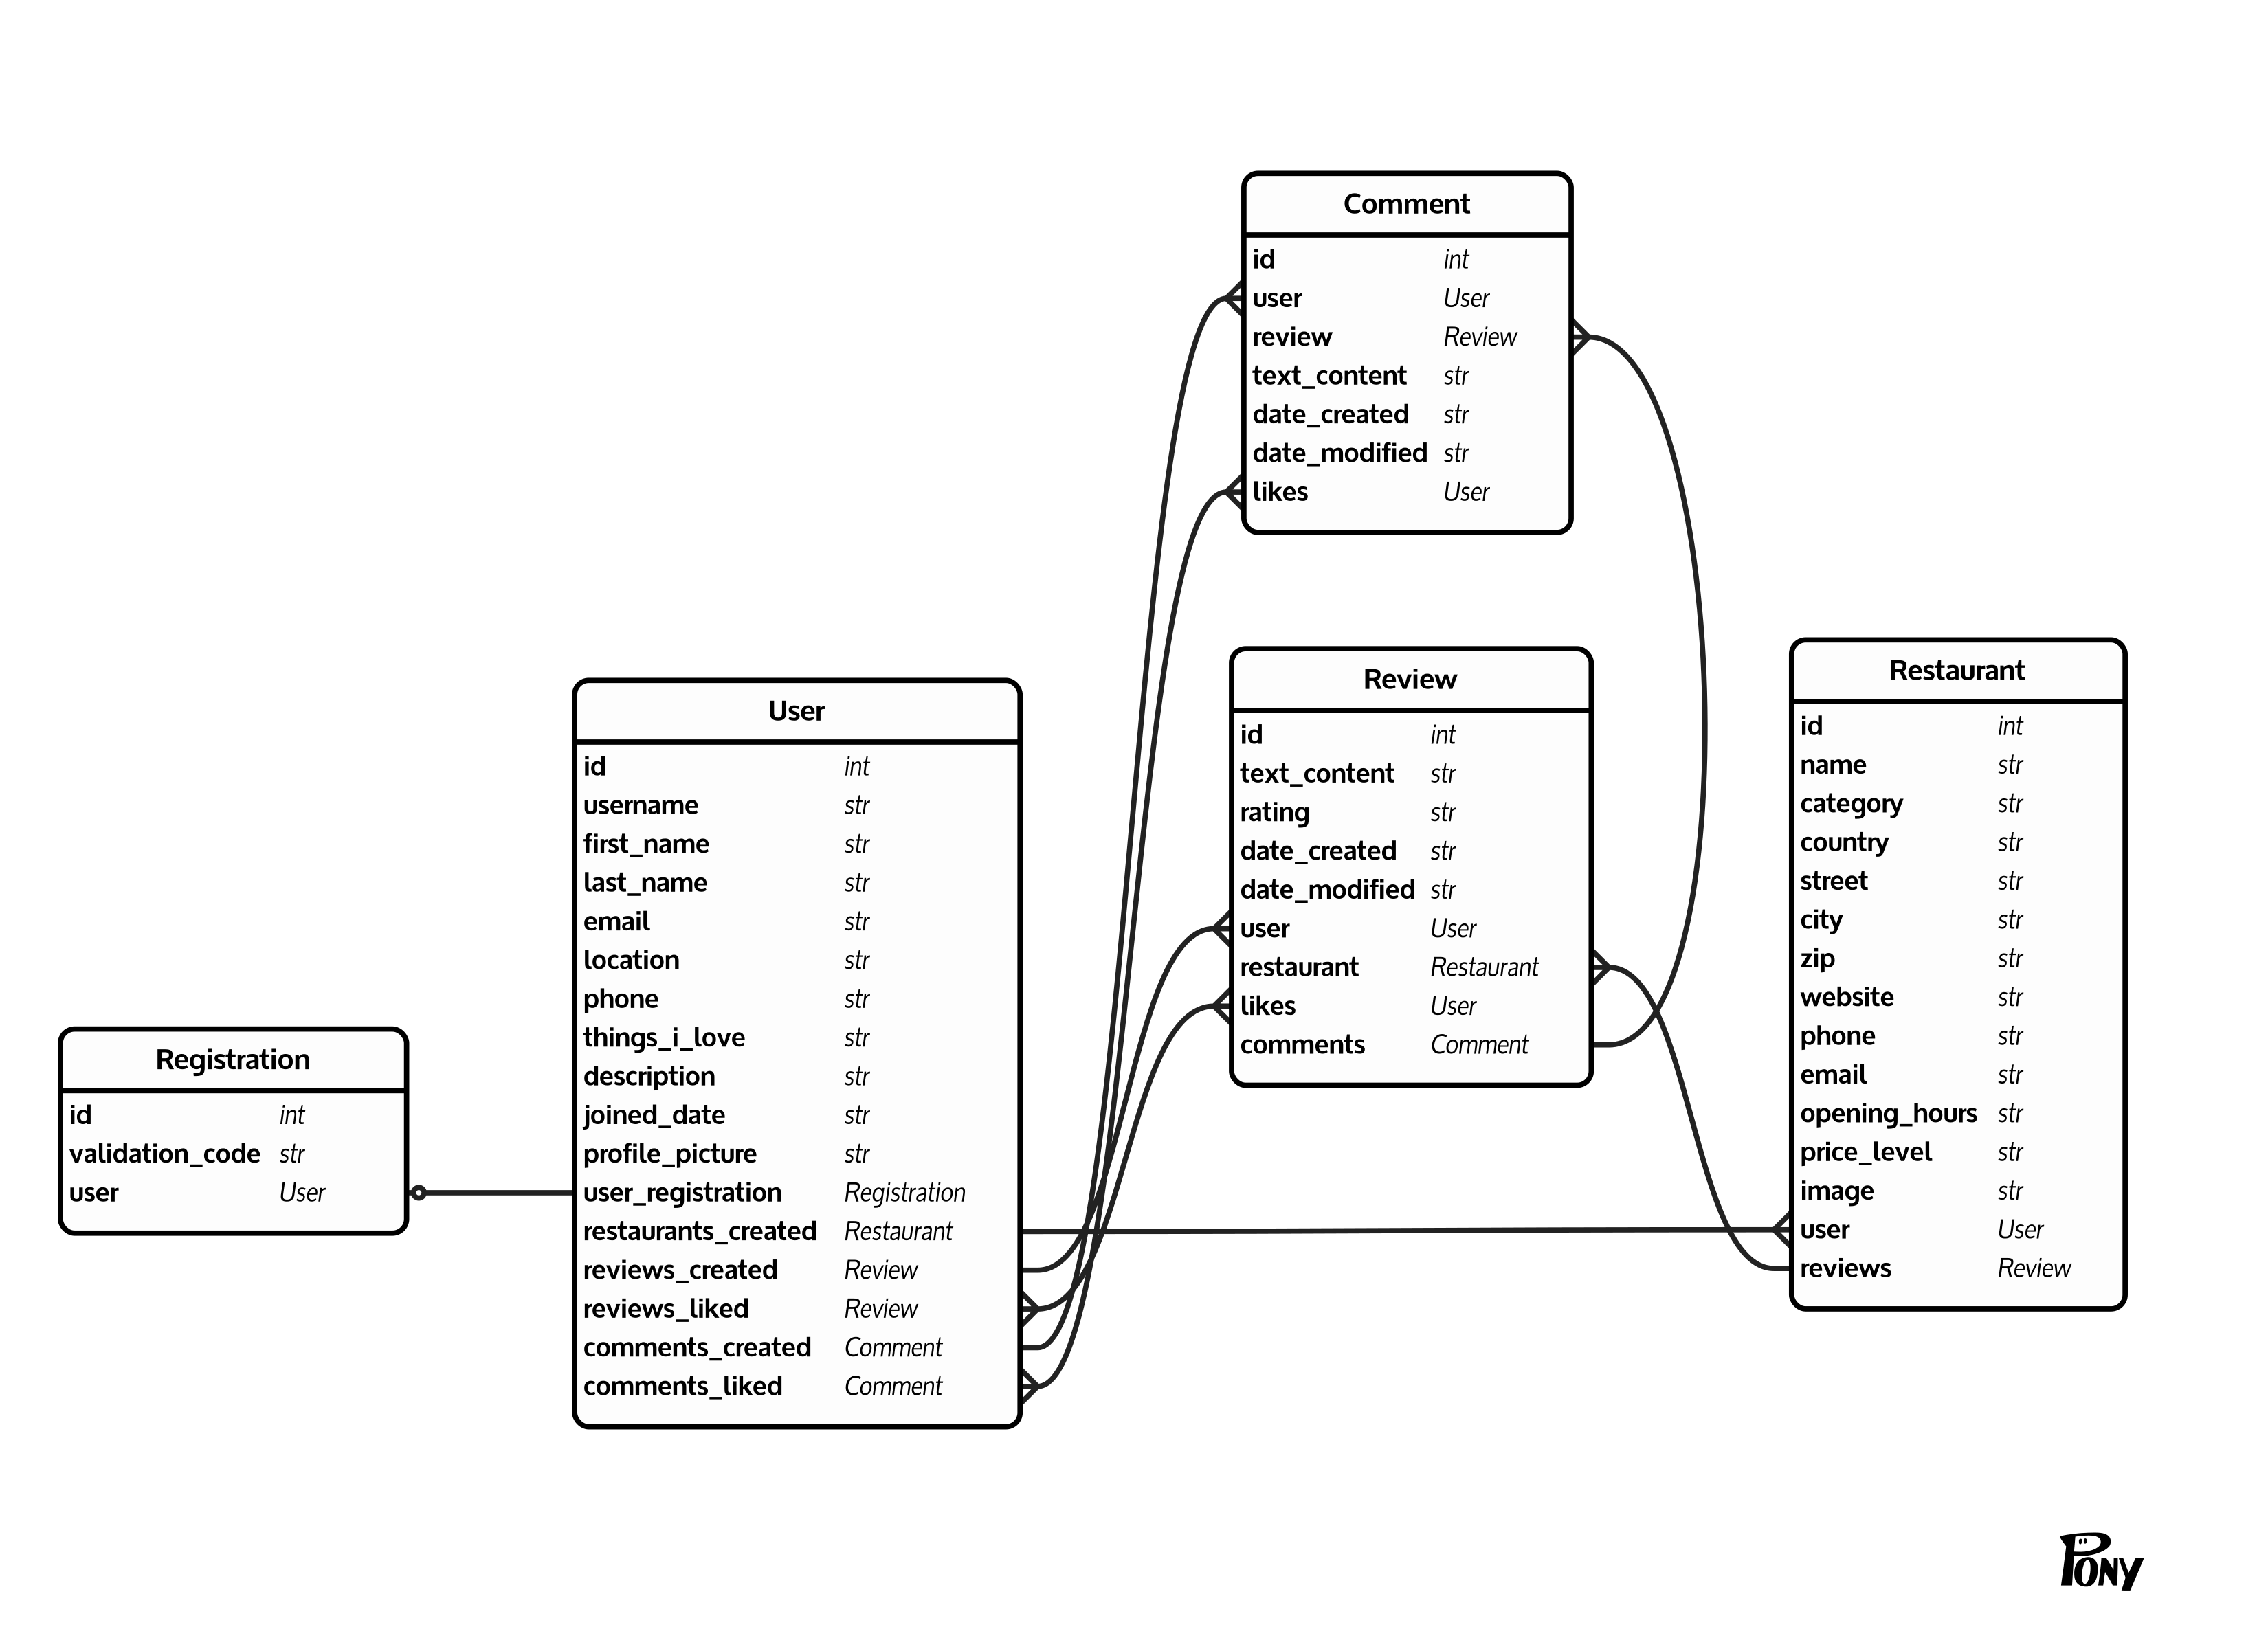 Comment
id int
user User
review Review
text_content str
date_created str
date_modified str
likes User
Review
id int
text_content str
rating str
date_created str
date_modified str
user User
restaurant Restaurant
likes User
comments Comment
Restaurant
id int
name str
category str
country str
street str
city str
zip str
website str
phone str
email str
opening_hours str
price_level str
image str
user User
reviews Review
User
id int
username str
first_name str
last_name str
email str
location str
phone str
things_i_love str
description str
joined_date str
profile_picture str
user_registration Registration
restaurants_created Restaurant
reviews_created Review
reviews_liked Review
comments_created Comment
comments_liked Comment
Registration
id int
validation_code str
user User
PONY